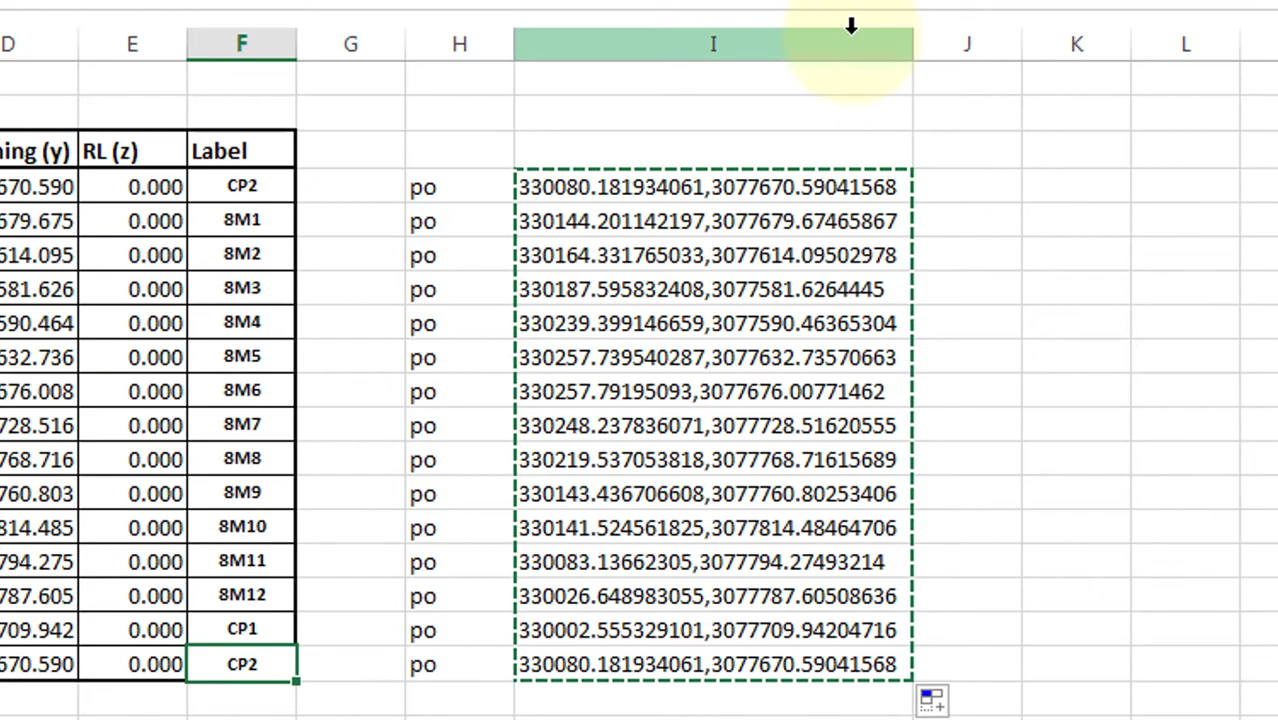 D E F G H I J K L
ning (y) RL (z) Label
670.590 0.000 CP2 po 330080.181934061,3077670.59041568
679.675 0.000 8M1 po 330144.201142197,3077679.67465867
614.095 0.000 8M2 po 330164.331765033,3077614.09502978
581.626 0.000 8M3 po 330187.595832408,3077581.6264445
590.464 0.000 8M4 po 330239.399146659,3077590.46365304
632.736 0.000 8M5 po 330257.739540287,3077632.73570663
676.008 0.000 8M6 po 330257.79195093,3077676.00771462
728.516 0.000 8M7 po 330248.237836071,3077728.51620555
768.716 0.000 8M8 po 330219.537053818,3077768.71615689
760.803 0.000 8M9 po 330143.436706608,3077760.80253406
814.485 0.000 8M10 po 330141.524561825,3077814.48464706
794.275 0.000 8M11 po 330083.13662305,3077794.27493214
787.605 0.000 8M12 po 330026.648983055,3077787.60508636
709.942 0.000 CP1 po 330002.555329101,3077709.94204716
670.590 0.000 CP2 po 330080.181934061,3077670.59041568